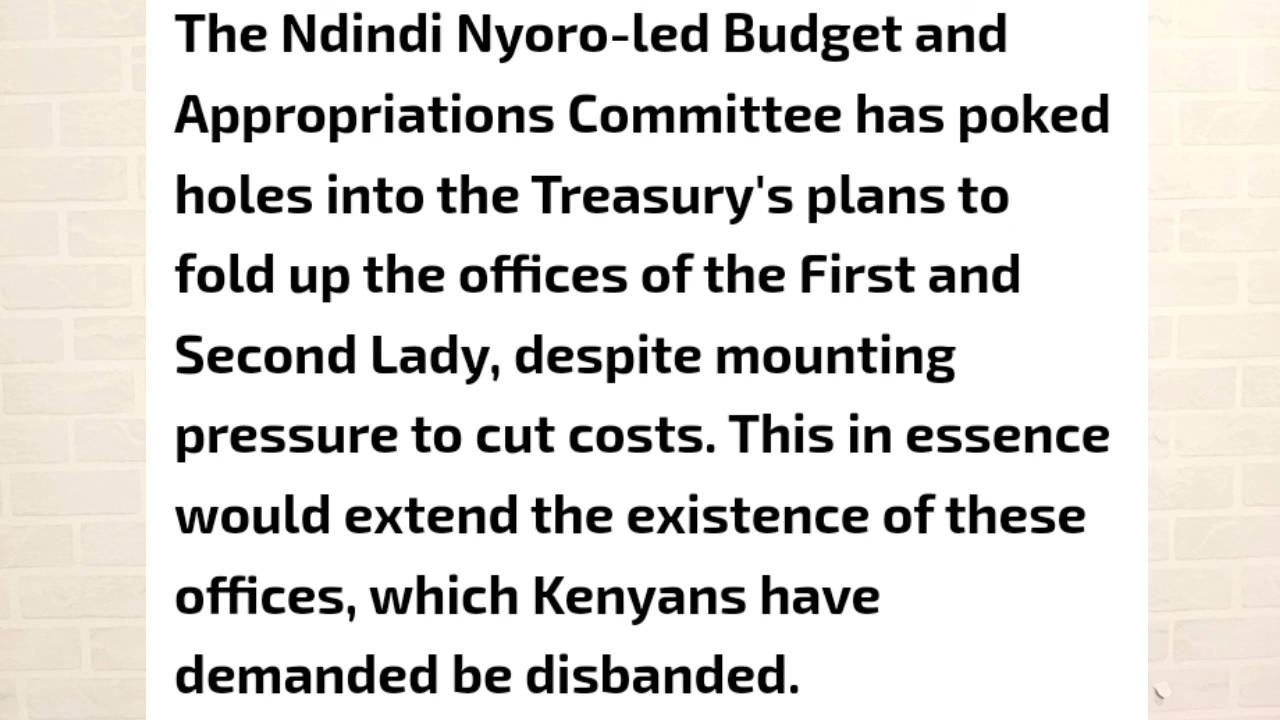 The Ndindi Nyoro-led Budget and
Appropriations Committee has poked
holes into the Treasury's plans to
fold up the offices of the First and
Second Lady, despite mounting
pressure to cut costs. This in essence
would extend the existence of these
offices, which Kenyans have
demanded be disbanded.